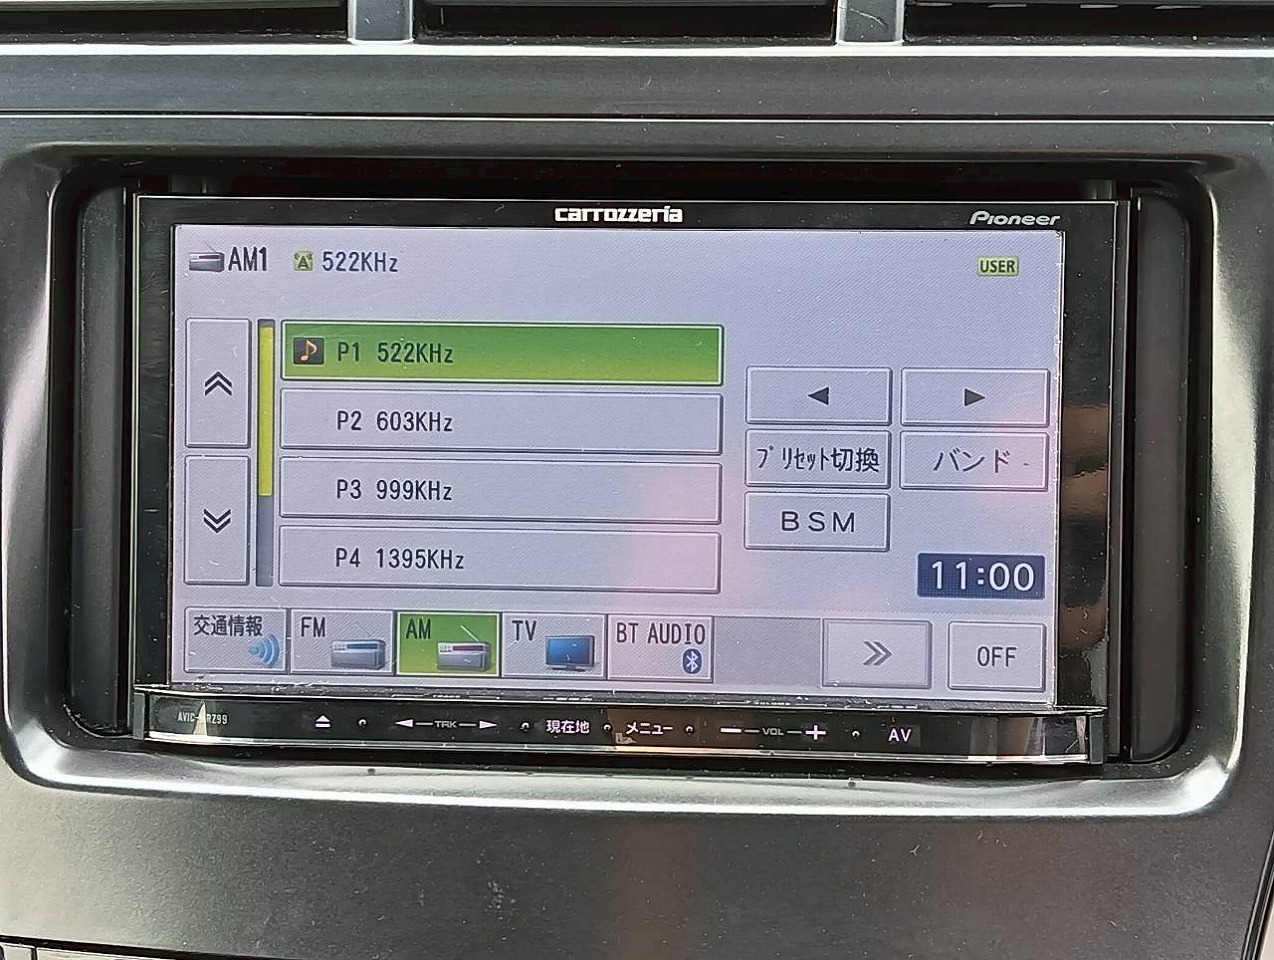 carrozzeria
Pioneer
AM1 A 522KHz
USER
P1 522KHz
P2 603KHz
P3 999KHz
P4 1395KHz
◀ ▶
プリセット切換 バンド
BSM
11:00
交通情報 FM AM TV BT AUDIO OFF
TRK 現在地 メニュー VOL AV